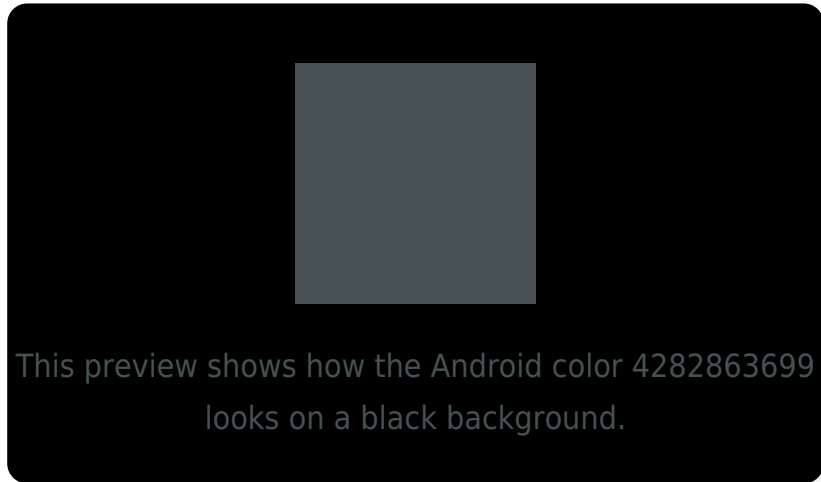 This preview shows how the Android color 4282863699
looks on a black background.